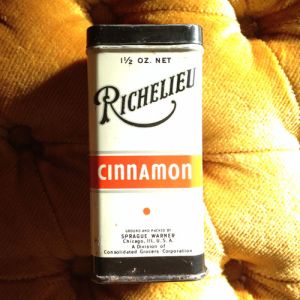 1½ OZ. NET
RICHELIEU
CINNAMON
GROUND AND PACKED BY
SPRAGUE WARNER
Chicago, Ill, U. S. A.
A Division of
Consolidated Grocers Corporation